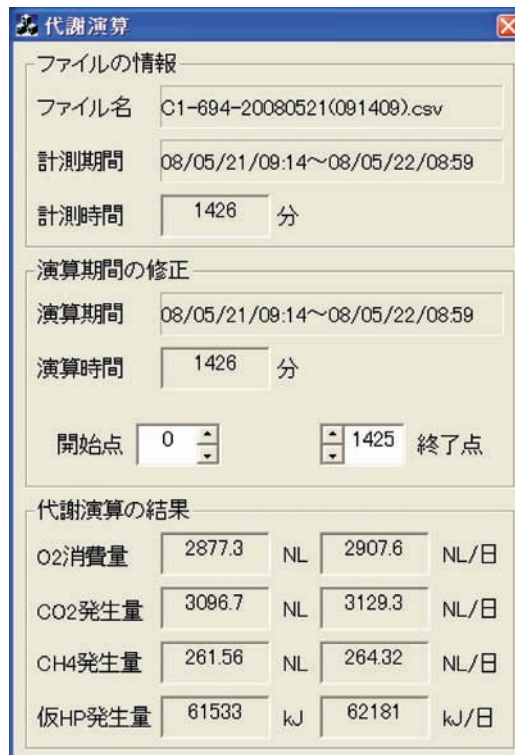 代謝演算
ファイルの情報
ファイル名 C1-694-20080521(091409).csv
計測期間 08/05/21/09:14～08/05/22/08:59
計測時間 1426 分
演算期間の修正
演算期間 08/05/21/09:14～08/05/22/08:59
演算時間 1426 分
開始点 0 1425 終了点
代謝演算の結果
O2消費量 2877.3 NL 2907.6 NL/日
CO2発生量 3096.7 NL 3129.3 NL/日
CH4発生量 261.56 NL 264.32 NL/日
仮HP発生量 61533 kJ 62181 kJ/日